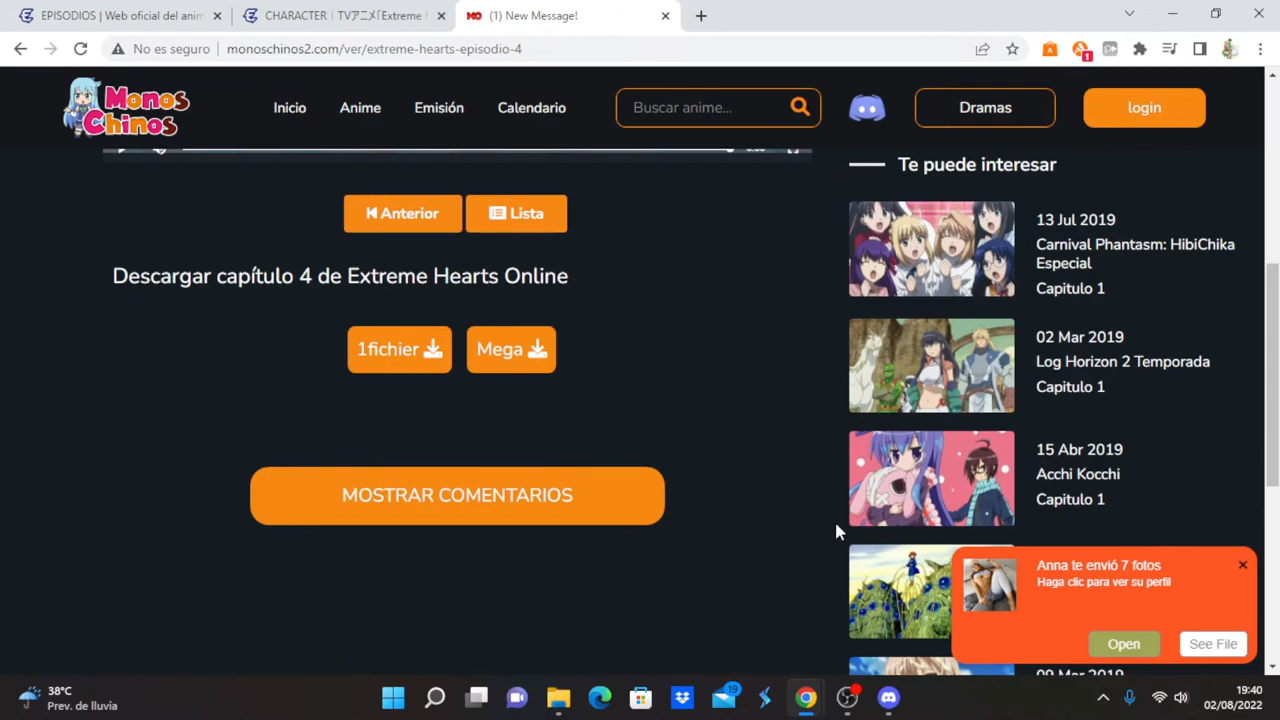 EPISODIOS | Web oficial del anim
CHARACTER | TVアニメ「Extreme H
(1) New Message!
No es seguro
monoschinos2.com/ver/extreme-hearts-episodio-4
1
Monos
Chinos
Inicio
Anime
Emisión
Calendario
Buscar anime...
Dramas
login
Te puede interesar
Anterior
Lista
Descargar capítulo 4 de Extreme Hearts Online
1fichier
Mega
MOSTRAR COMENTARIOS
13 Jul 2019
Carnival Phantasm: HibiChika
Especial
Capitulo 1
02 Mar 2019
Log Horizon 2 Temporada
Capitulo 1
15 Abr 2019
Acchi Kocchi
Capitulo 1
Anna te envió 7 fotos
Haga clic para ver su perfil
Open
See File
38°C
Prev. de lluvia
19
19:40
02/08/2022